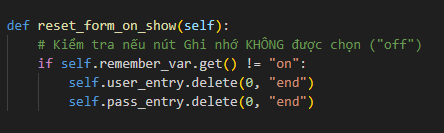 def reset_form_on_show(self):
    # Kiểm tra nếu nút Ghi nhớ KHÔNG được chọn ("off")
    if self.remember_var.get() != "on":
        self.user_entry.delete(0, "end")
        self.pass_entry.delete(0, "end")